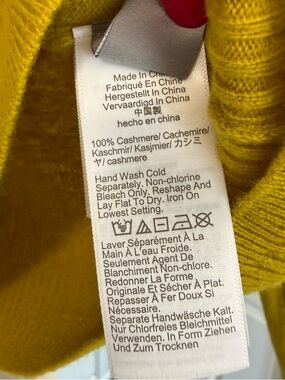 Made In China
Fabriqué En China
Hergestellt In China
Vervaardigd In China
中国製
hecho en china
100% Cashmere/ Cachemire/
Kaschmir/ Kasjmier/ カシミ
ヤ/ cashmere
Hand Wash Cold
Separately. Non-chlorine
Bleach Only. Reshape And
Lay Flat To Dry. Iron On
Lowest Setting.
Laver Séparément À La
Main À L'eau Froide.
Seulement Agent De
Blanchiment Non-chlore.
Redonner La Forme
Originale Et Sécher À Plat.
Repasser À Fer Doux Si
Nécessaire.
Separate Handwäsche Kalt.
Nur Chlorfreies Bleichmittel
Verwenden. In Form Ziehen
Und Zum Trocknen